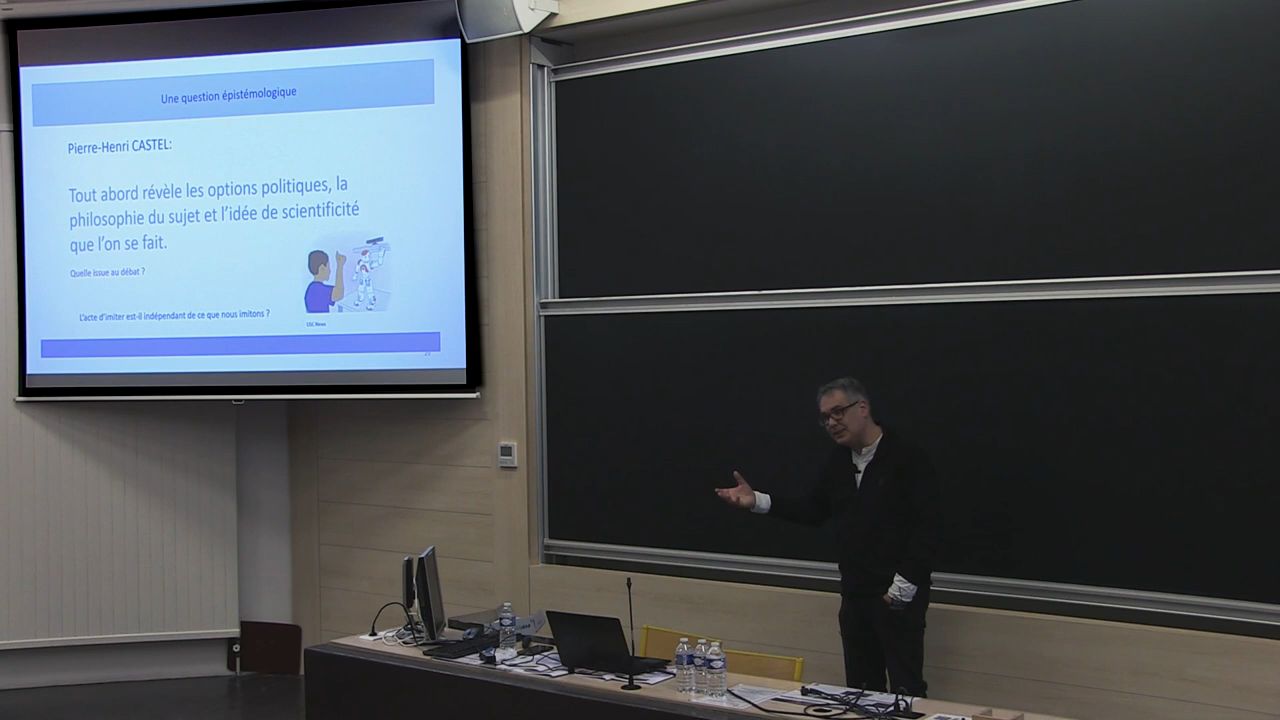 Une question épistémologique
Pierre-Henri CASTEL:
Tout abord révèle les options politiques, la
philosophie du sujet et l'idée de scientificité
que l'on se fait.
Quelle issue au débat ?
L'acte d'imiter est-il indépendant de ce que nous imitons ?
USC News